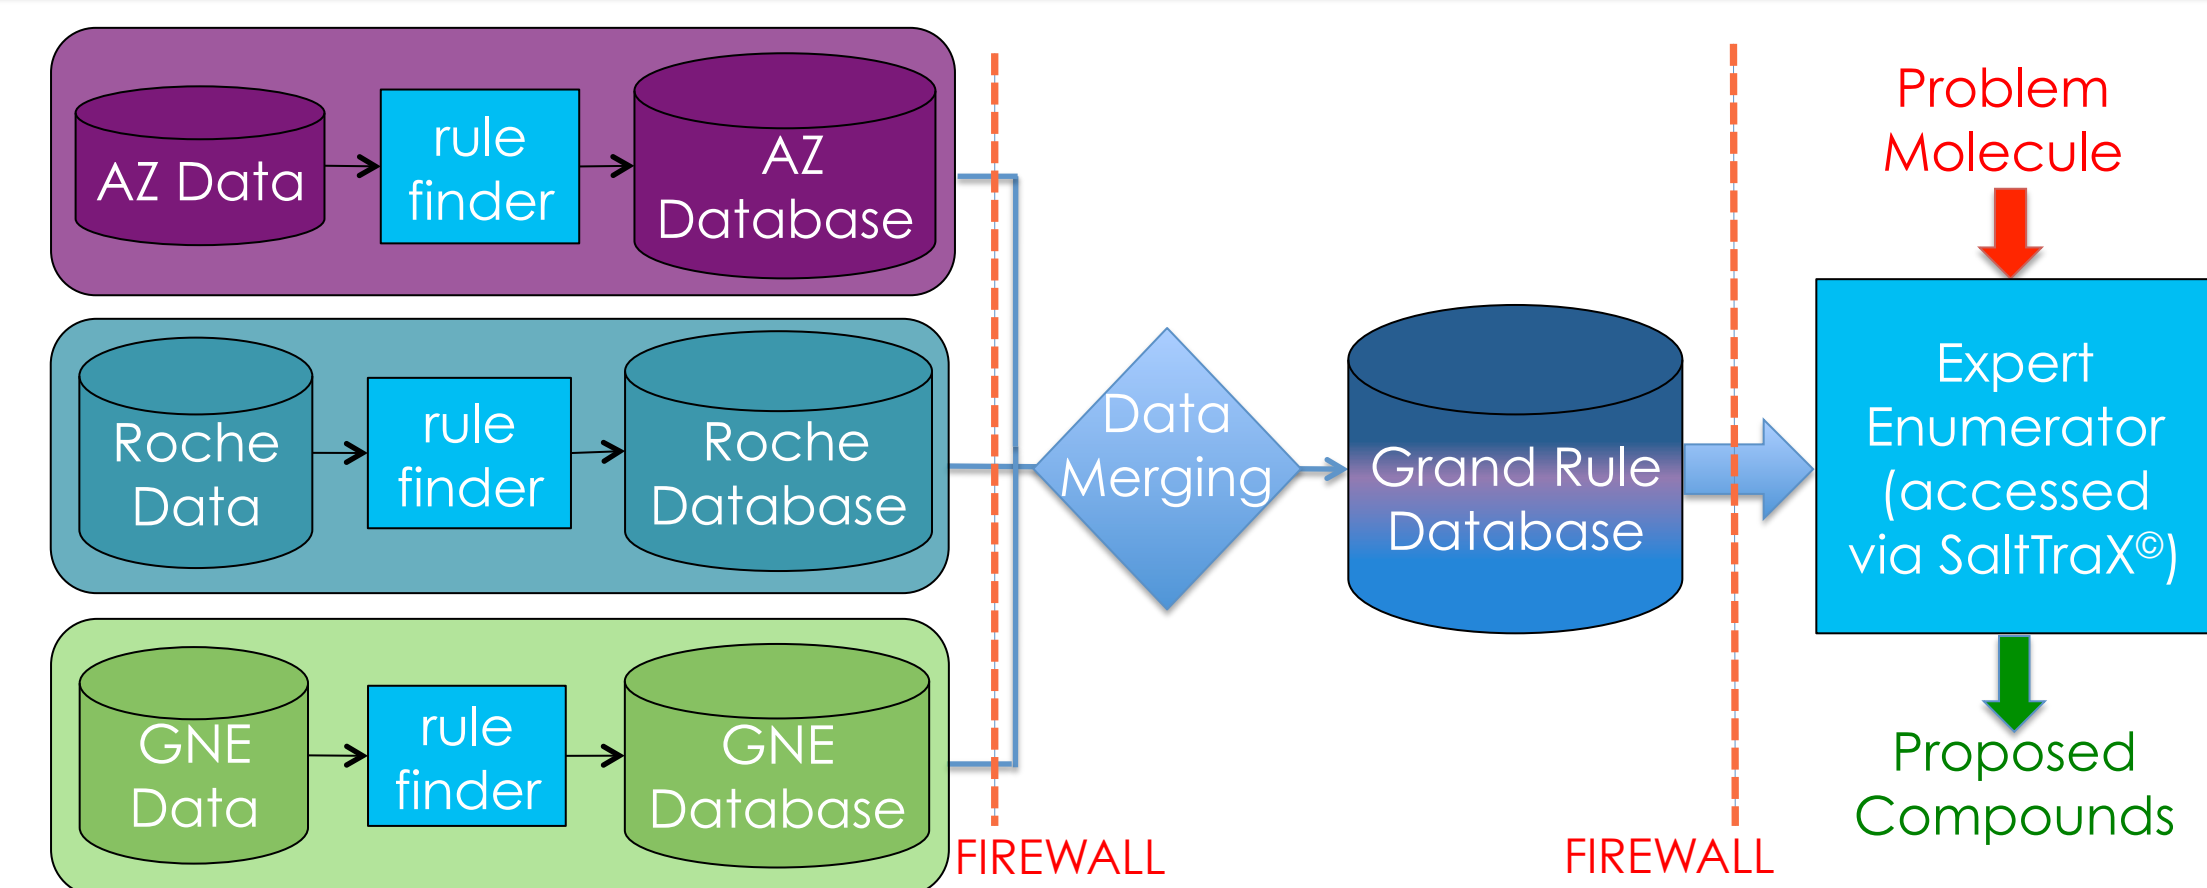 AZ Data
rule
finder
AZ
Database
Roche
Data
rule
finder
Roche
Database
GNE
Data
rule
finder
GNE
Database
FIREWALL
Data
Merging
Grand Rule
Database
FIREWALL
Problem
Molecule
Expert
Enumerator
(accessed
via SaltTraX©)
Proposed
Compounds